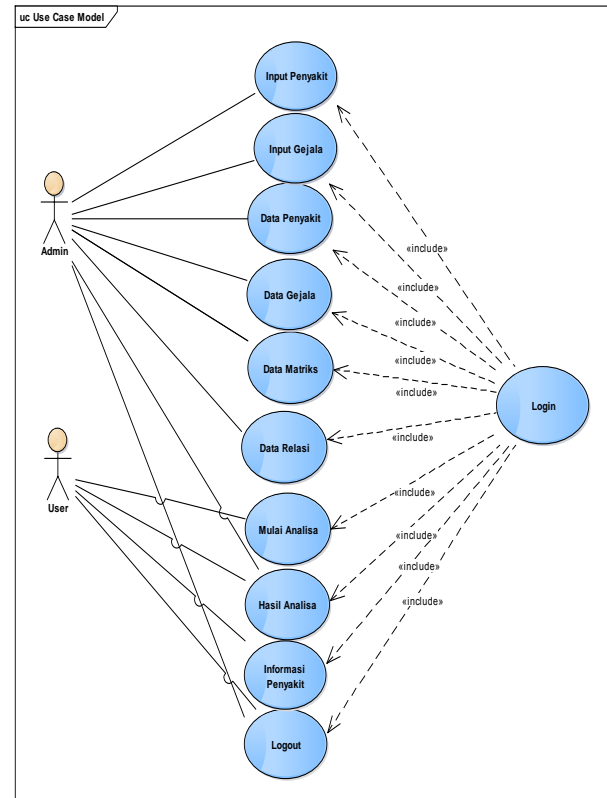 uc Use Case Model
Input Penyakit
Input Gejala
Admin
Data Penyakit
«include»
Data Gejala
«include»
«include»
Data Matriks
«include»
«include»
Login
User
Data Relasi
«include»
Mulai Analisa
«include»
«include»
Hasil Analisa
«include»
Informasi
Penyakit
Logout